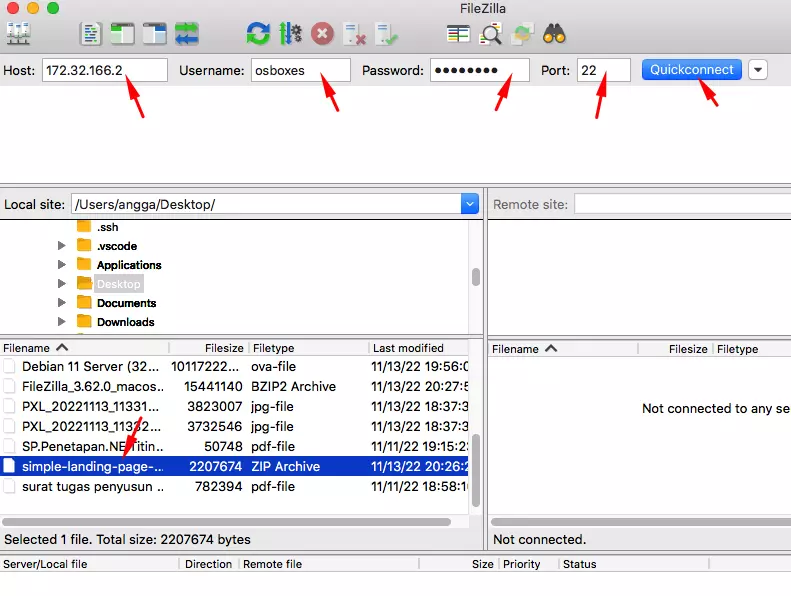 FileZilla
Host: 172.32.166.2 Username: osboxes Password: ●●●●●●●● Port: 22 Quickconnect
Local site: /Users/angga/Desktop/ Remote site:
.ssh
.vscode
Applications
Desktop
Documents
Downloads
Filename Filesize Filetype Last modified Filename Filesize Filetype
Debian 11 Server (32... 10117222... ova-file 11/13/22 19:56:0
FileZilla_3.62.0_macos.. 15441140 BZIP2 Archive 11/13/22 20:27:5
PXL_20221113_11331... 3823007 jpg-file 11/13/22 18:37:3
PXL_20221113_11332... 3732546 jpg-file 11/13/22 18:37:3
SP.Penetapan.NE.Titin.. 50748 pdf-file 11/11/22 19:15:2
simple-landing-page-... 2207674 ZIP Archive 11/13/22 20:26:2
surat tugas penyusun .. 782394 pdf-file 11/11/22 18:58:1
Not connected to any se
Selected 1 file. Total size: 2207674 bytes Not connected.
Server/Local file Direction Remote file Size Priority Status